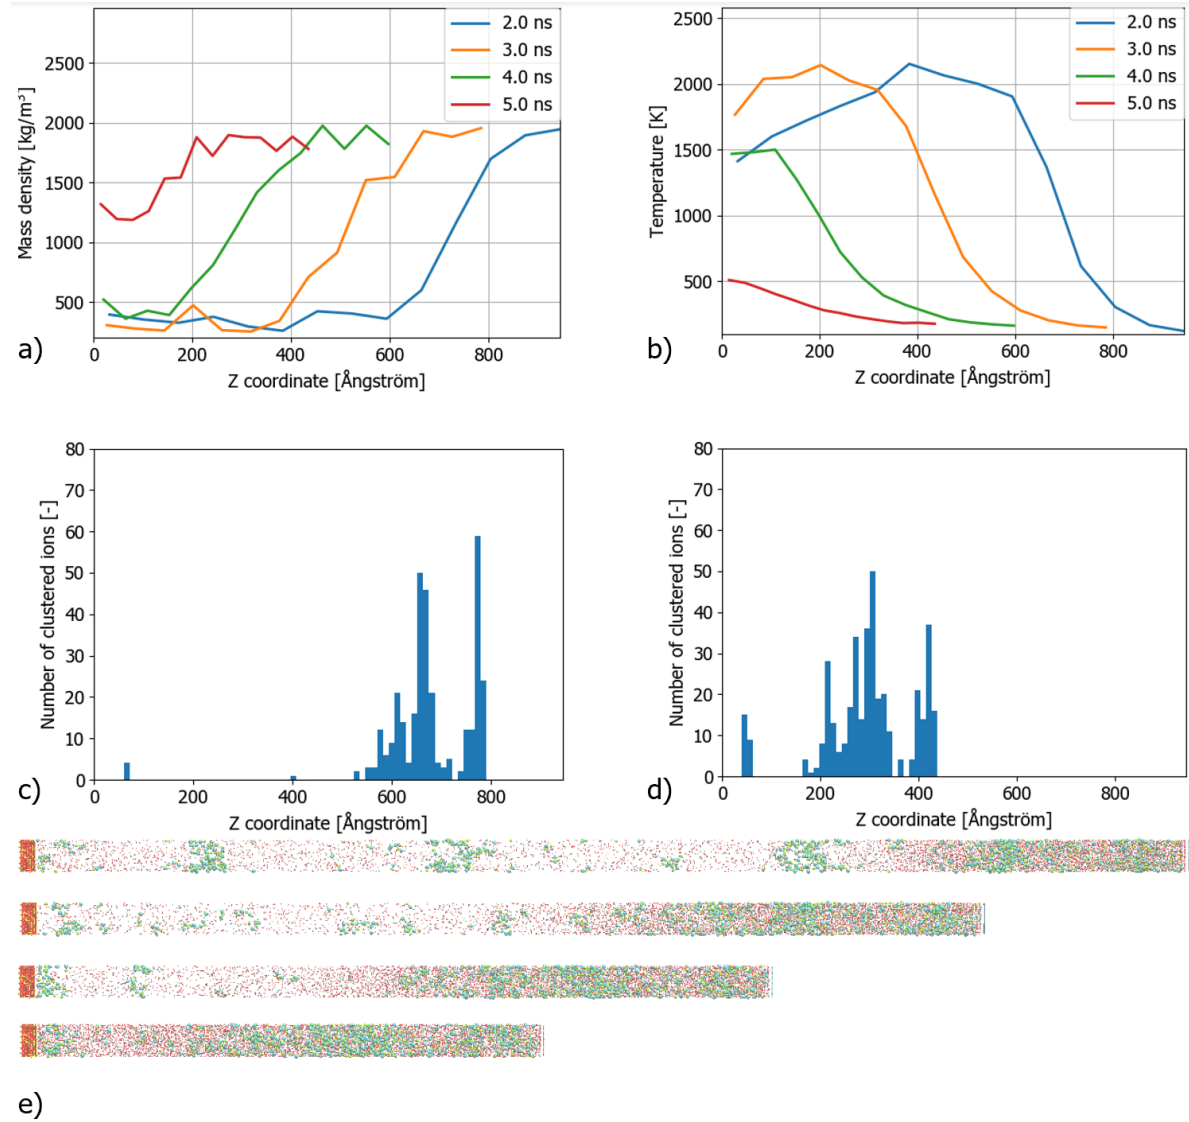 2.0 ns
3.0 ns
4.0 ns
5.0 ns
2500
2000
1500
1000
500
Mass density [kg/m³]
0 200 400 600 800
Z coordinate [Ångström]
a)
2.0 ns
3.0 ns
4.0 ns
5.0 ns
2500
2000
1500
1000
500
Temperature [K]
0 200 400 600 800
Z coordinate [Ångström]
b)
80
70
60
50
40
30
20
10
0
Number of clustered ions [-]
0 200 400 600 800
Z coordinate [Ångström]
c)
80
70
60
50
40
30
20
10
0
Number of clustered ions [-]
0 200 400 600 800
Z coordinate [Ångström]
d)
e)